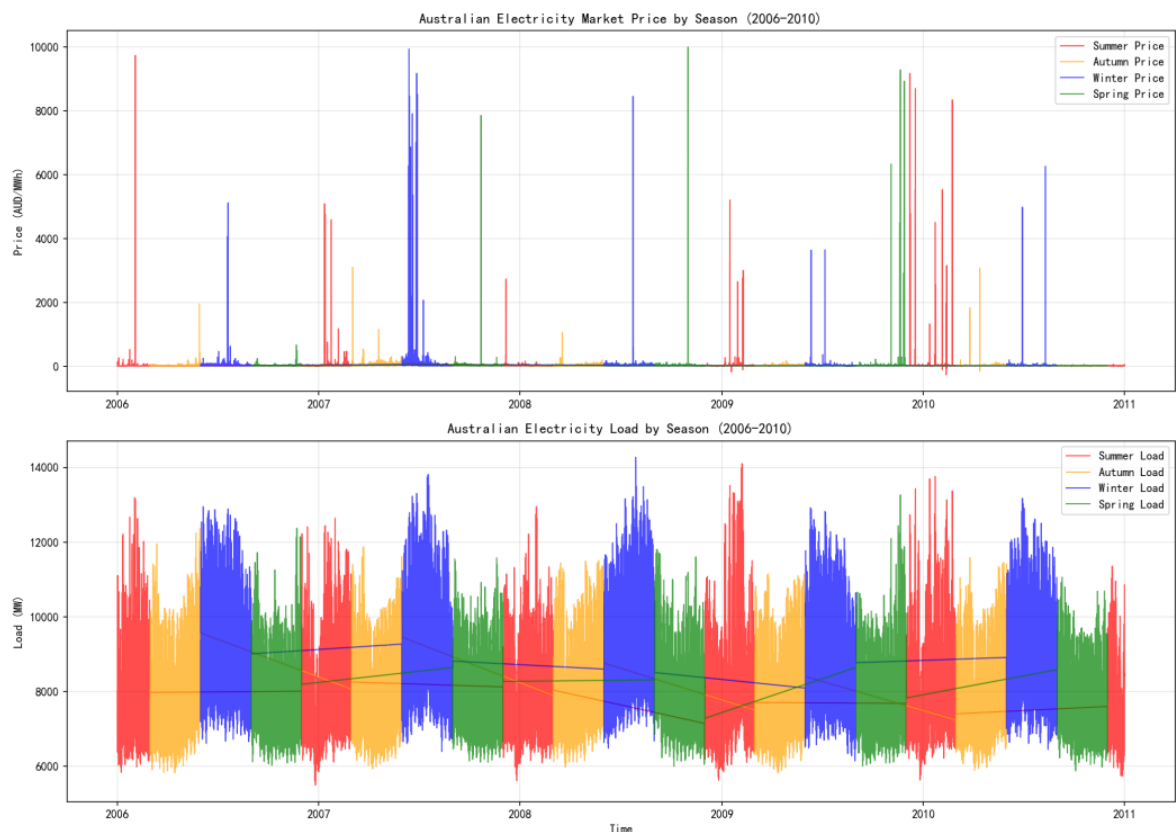 Australian Electricity Market Price by Season (2006-2010)
Price (AUD/MWh)
10000
8000
6000
4000
2000
0
Summer Price
Autumn Price
Winter Price
Spring Price
2006 2007 2008 2009 2010 2011
Australian Electricity Load by Season (2006-2010)
Load (MW)
14000
12000
10000
8000
6000
Summer Load
Autumn Load
Winter Load
Spring Load
2006 2007 2008 2009 2010 2011
Time